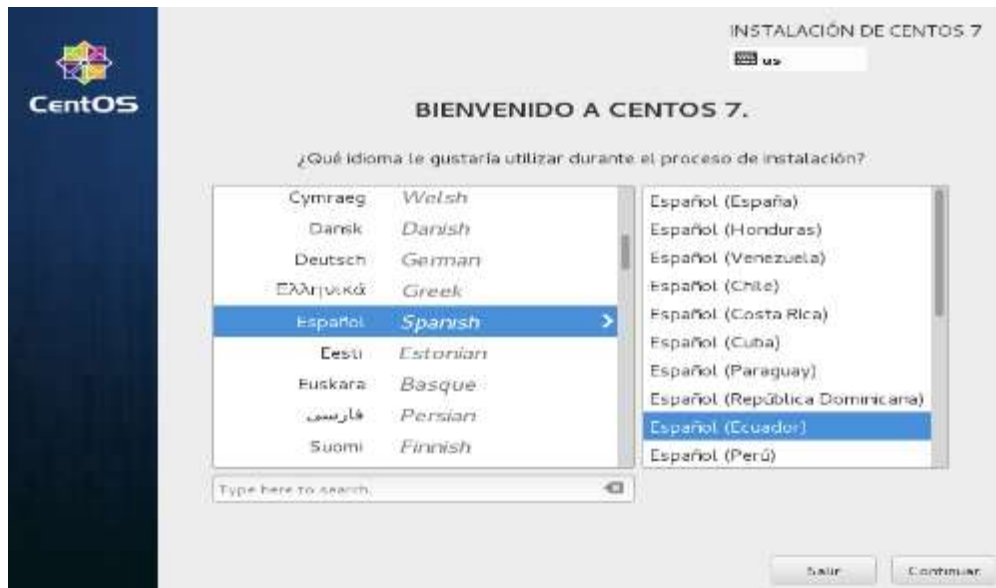 INSTALACIÓN DE CENTOS 7
us
CentOS
BIENVENIDO A CENTOS 7.
¿Qué idioma le gustaría utilizar durante el proceso de instalación?
Cymraeg Welsh
Dansk Danish
Deutsch German
Ελληνικά Greek
Español Spanish
Eesti Estonian
Euskara Basque
فارسی Persian
Suomi Finnish
Type here to search.
Español (España)
Español (Honduras)
Español (Venezuela)
Español (Chile)
Español (Costa Rica)
Español (Cuba)
Español (Paraguay)
Español (República Dominicana)
Español (Ecuador)
Español (Perú)
Salir
Continuar